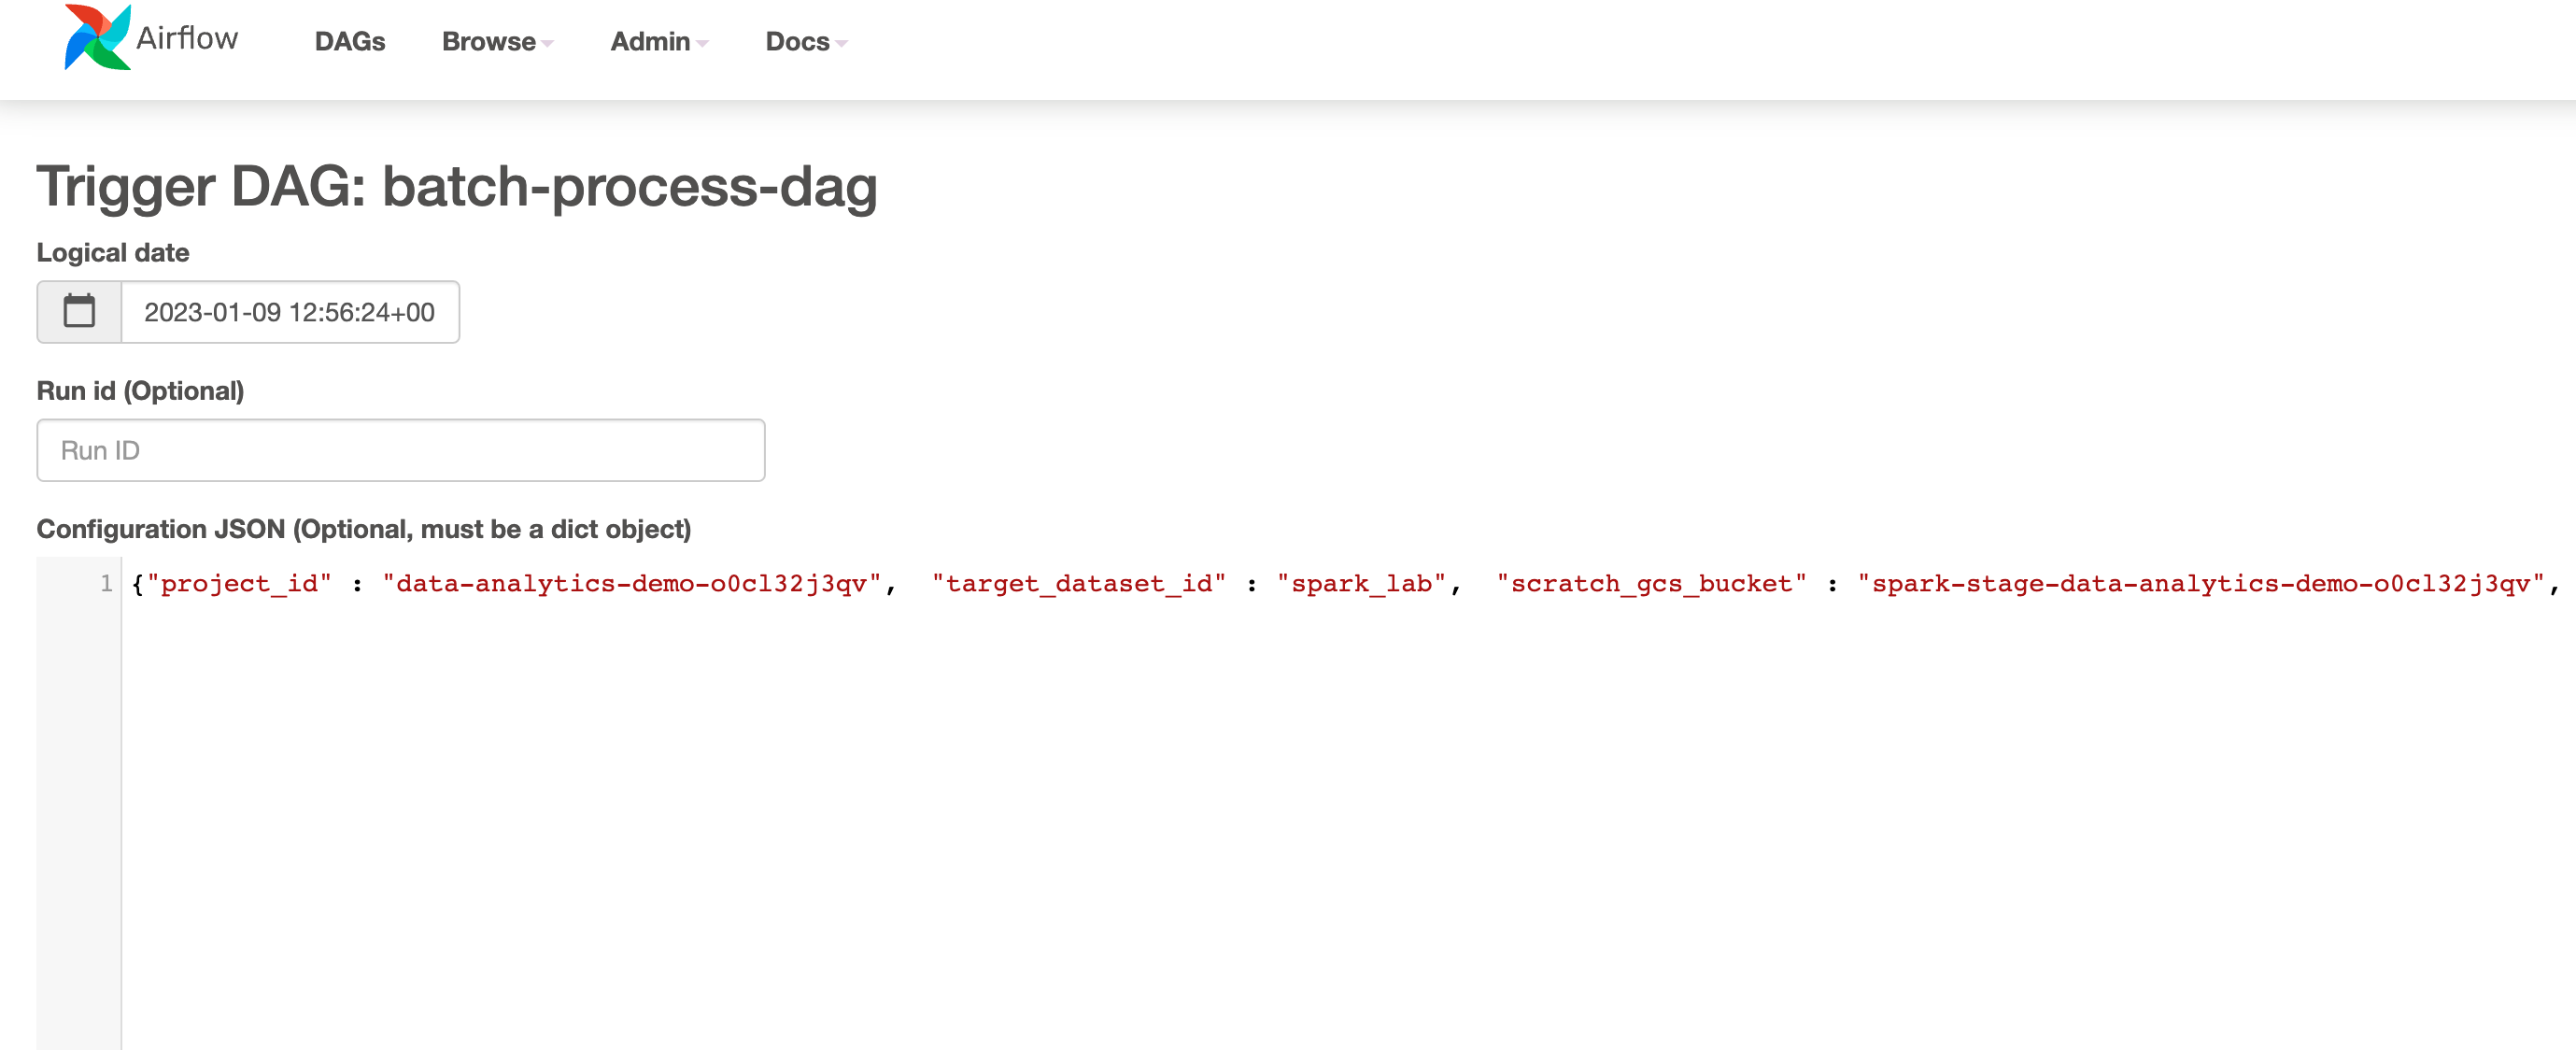 Airflow DAGs Browse Admin Docs
Trigger DAG: batch-process-dag
Logical date
2023-01-09 12:56:24+00
Run id (Optional)
Run ID
Configuration JSON (Optional, must be a dict object)
1 {"project_id" : "data-analytics-demo-o0cl32j3qv",  "target_dataset_id" : "spark_lab",  "scratch_gcs_bucket" : "spark-stage-data-analytics-demo-o0cl32j3qv",